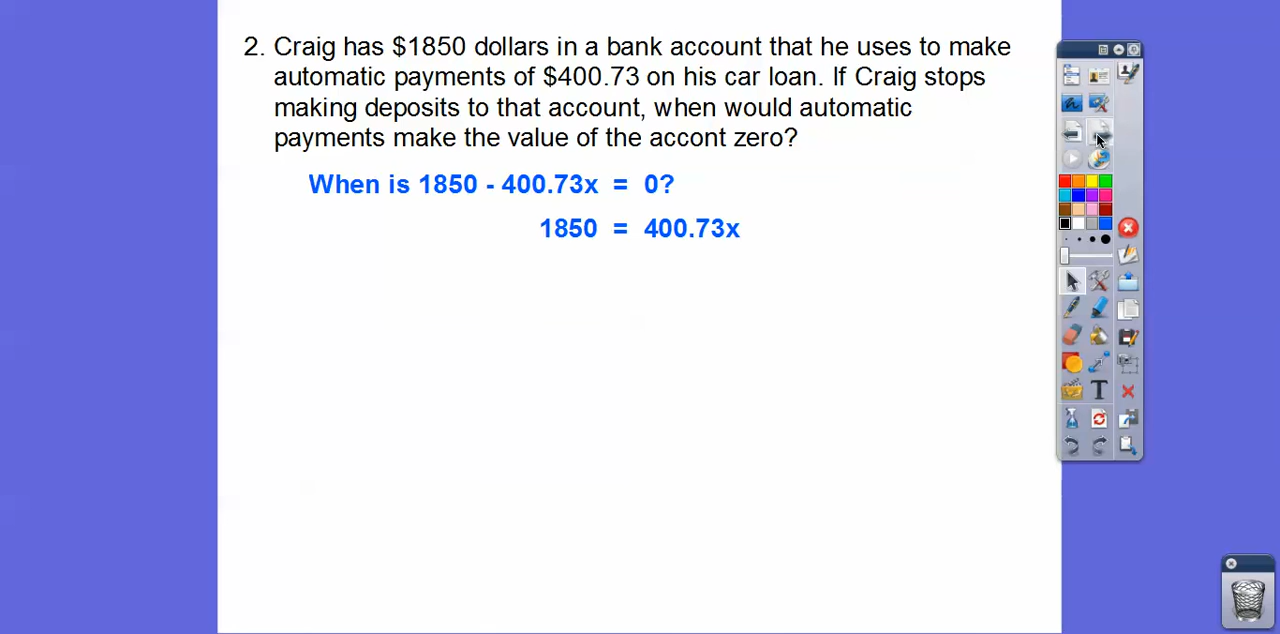 2. Craig has $1850 dollars in a bank account that he uses to make
automatic payments of $400.73 on his car loan. If Craig stops
making deposits to that account, when would automatic
payments make the value of the accont zero?
When is 1850 - 400.73x = 0?
1850 = 400.73x
T